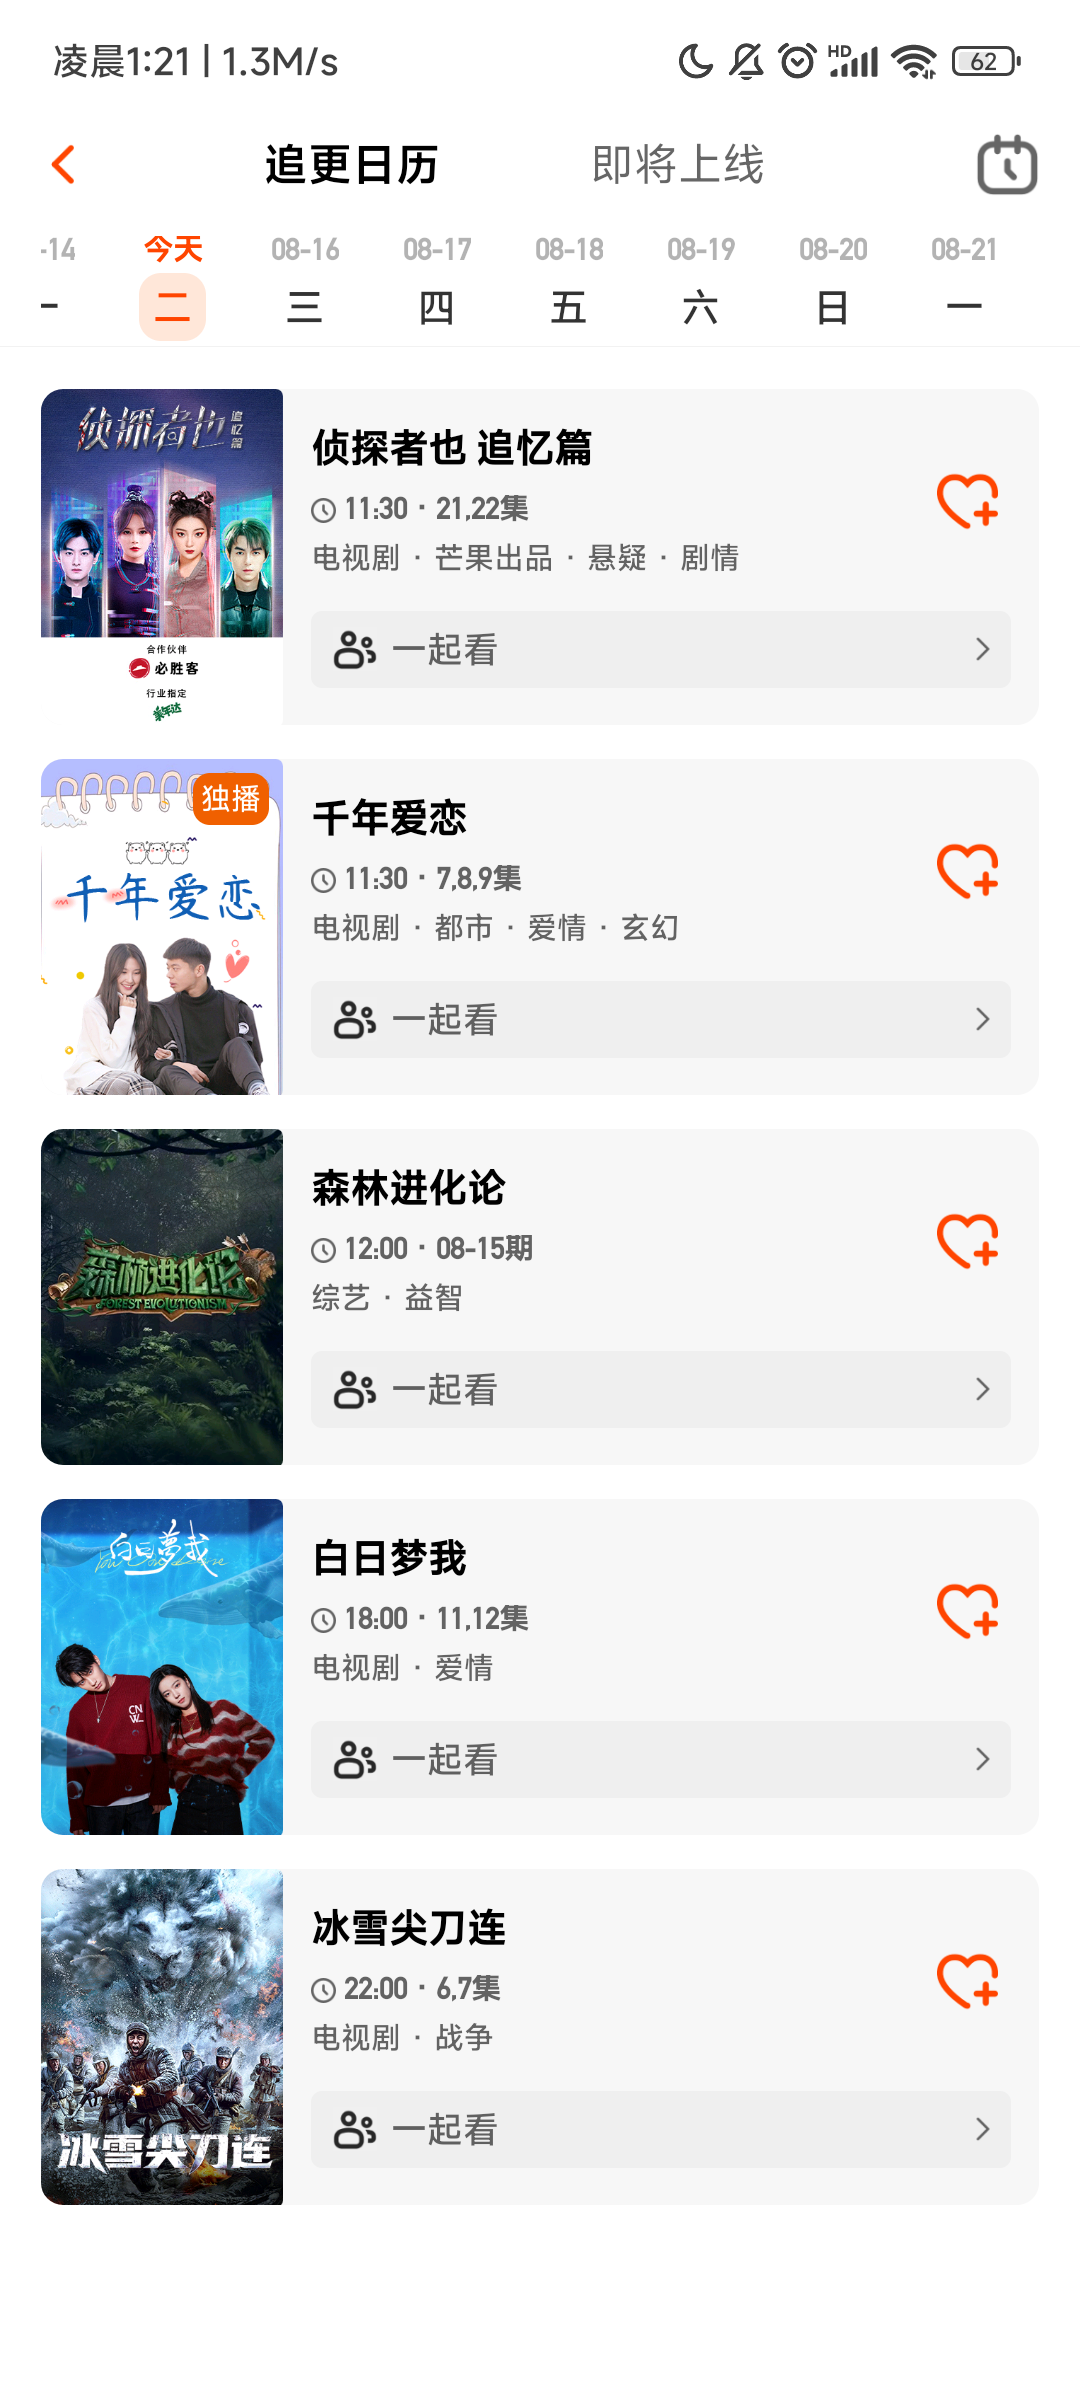 凌晨1:21 | 1.3M/s
HD
62
追更日历
即将上线
-14 今天 08-16 08-17 08-18 08-19 08-20 08-21
一 二 三 四 五 六 日 一
侦探者也 追忆篇
合作伙伴
必胜客
行业指定
美年达
侦探者也 追忆篇
11:30 · 21,22集
电视剧 · 芒果出品 · 悬疑 · 剧情
一起看
独播
千年爱恋
千年爱恋
11:30 · 7,8,9集
电视剧 · 都市 · 爱情 · 玄幻
一起看
森林进化论
FOREST EVOLUTIONISM
森林进化论
12:00 · 08-15期
综艺 · 益智
一起看
白日夢我
CN
WL
白日梦我
18:00 · 11,12集
电视剧 · 爱情
一起看
冰雪尖刀连
冰雪尖刀连
22:00 · 6,7集
电视剧 · 战争
一起看